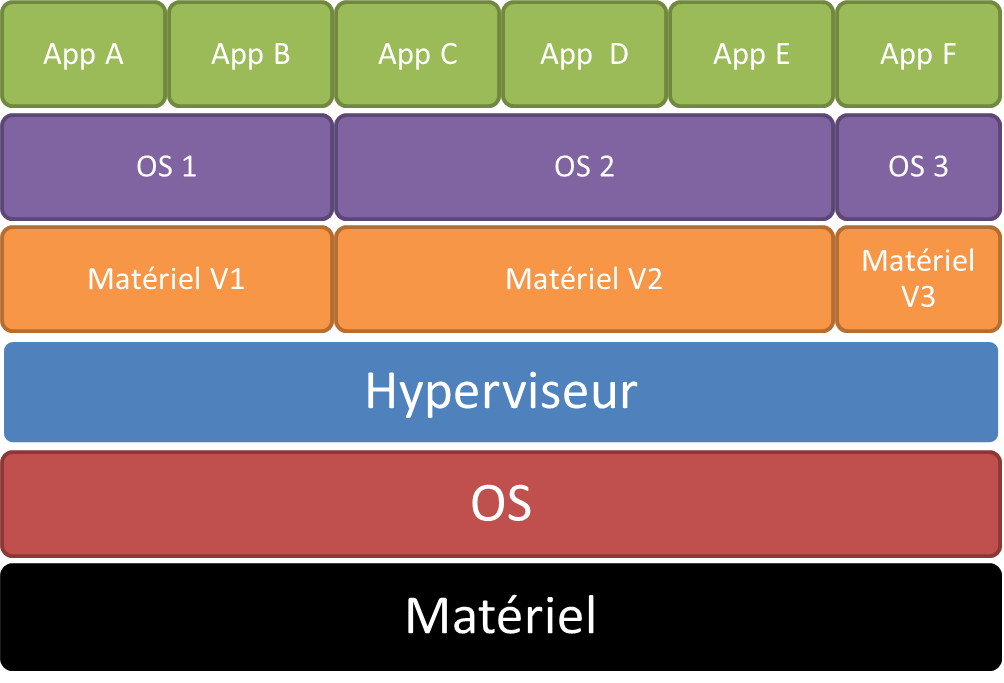 App A
App B
App C
App D
App E
App F
OS 1
OS 2
OS 3
Matériel V1
Matériel V2
Matériel
V3
Hyperviseur
OS
Matériel